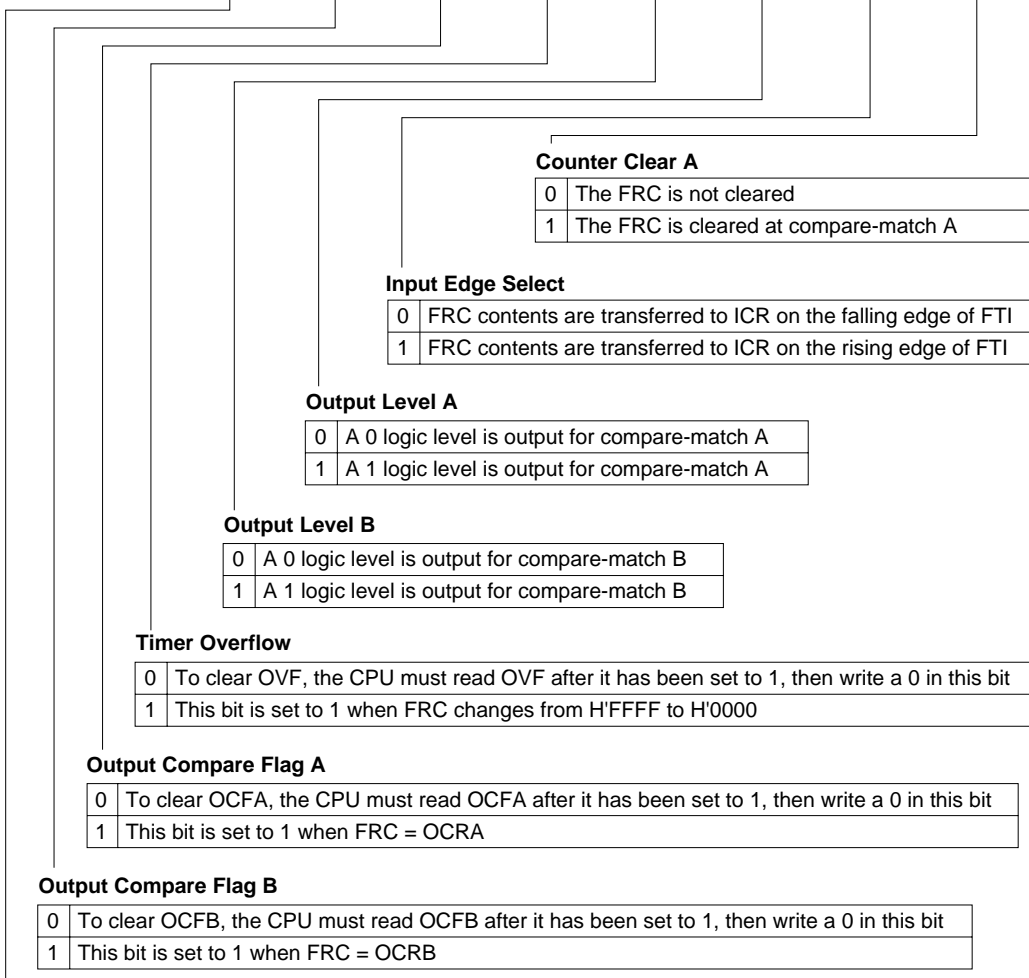 Counter Clear A
0 The FRC is not cleared
1 The FRC is cleared at compare-match A
Input Edge Select
0 FRC contents are transferred to ICR on the falling edge of FTI
1 FRC contents are transferred to ICR on the rising edge of FTI
Output Level A
0 A 0 logic level is output for compare-match A
1 A 1 logic level is output for compare-match A
Output Level B
0 A 0 logic level is output for compare-match B
1 A 1 logic level is output for compare-match B
Timer Overflow
0 To clear OVF, the CPU must read OVF after it has been set to 1, then write a 0 in this bit
1 This bit is set to 1 when FRC changes from H'FFFF to H'0000
Output Compare Flag A
0 To clear OCFA, the CPU must read OCFA after it has been set to 1, then write a 0 in this bit
1 This bit is set to 1 when FRC = OCRA
Output Compare Flag B
0 To clear OCFB, the CPU must read OCFB after it has been set to 1, then write a 0 in this bit
1 This bit is set to 1 when FRC = OCRB